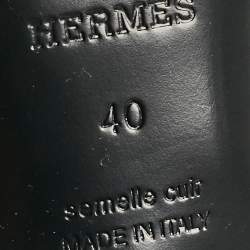 HERMES
40
semelle cuir
MADE IN ITALY